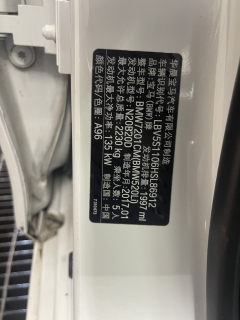 华晨宝马汽车有限公司制造
品牌:宝马(BMW)牌 制造国:中国
车辆识别代号:LBV5S1106HSL86912
整车型号:BMW7201CM(BMW520Li) 乘坐人数:5人
发动机型号:N20B20D 发动机排量:1997 ml
最大允许总质量:2230 kg 制造年月:2017.01
发动机最大净功率:135 kW
颜色代码/色漆: A96